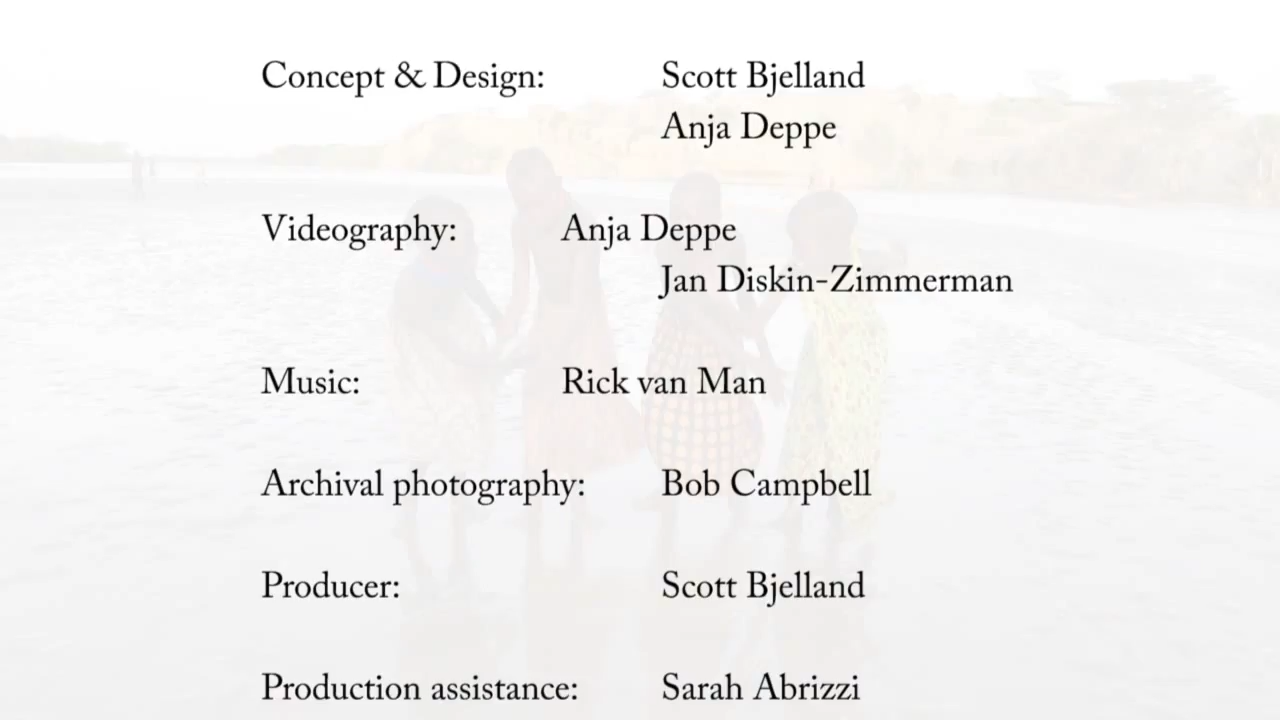 Concept & Design: Scott Bjelland
Anja Deppe
Videography: Anja Deppe
Jan Diskin-Zimmerman
Music: Rick van Man
Archival photography: Bob Campbell
Producer: Scott Bjelland
Production assistance: Sarah Abrizzi